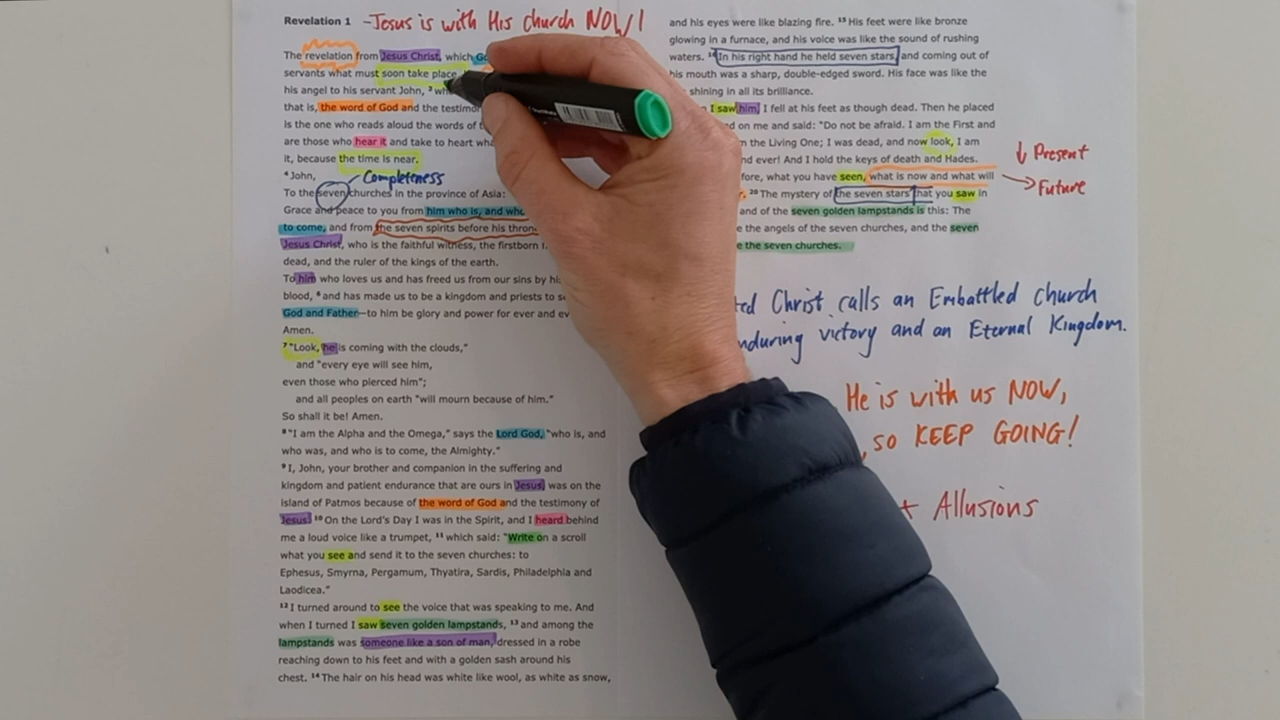 Revelation 1 -Jesus is with His church NOW!
The revelation from Jesus Christ, which
servants what must soon take place
his angel to his servant John, ²
that is, the word of God and the
is the one who reads aloud the words of
are those who hear it and take to heart
it, because the time is near.
⁴ John, Completeness
To the seven churches in the province of Asia:
Grace and peace to you from him who is, and
to come, and from the seven spirits before his
Jesus Christ, who is the faithful witness, the firstborn
dead, and the ruler of the kings of the earth.
To him who loves us and has freed us from our sins by
blood, ⁶ and has made us to be a kingdom and priests to
God and Father—to him be glory and power for ever and
Amen.
⁷ "Look, he is coming with the clouds,"
and "every eye will see him,
even those who pierced him";
and all peoples on earth "will mourn because of him."
So shall it be! Amen.
⁸ "I am the Alpha and the Omega," says the Lord God, "who is, and
who was, and who is to come, the Almighty."
⁹ I, John, your brother and companion in the suffering and
kingdom and patient endurance that are ours in Jesus, was on the
island of Patmos because of the word of God and the testimony of
Jesus. ¹⁰ On the Lord's Day I was in the Spirit, and I heard behind
me a loud voice like a trumpet, ¹¹ which said: "Write on a scroll
what you see and send it to the seven churches: to
Ephesus, Smyrna, Pergamum, Thyatira, Sardis, Philadelphia and
Laodicea."
¹² I turned around to see the voice that was speaking to me. And
when I turned I saw seven golden lampstands, ¹³ and among the
lampstands was someone like a son of man, dressed in a robe
reaching down to his feet and with a golden sash around his
chest. ¹⁴ The hair on his head was white like wool, as white as snow,
and his eyes were like blazing fire. ¹⁵ His feet were like bronze
glowing in a furnace, and his voice was like the sound of rushing
waters. ¹⁶ In his right hand he held seven stars, and coming out of
his mouth was a sharp, double-edged sword. His face was like the
shining in all its brilliance.
I saw him, I fell at his feet as though dead. Then he placed
on me and said: "Do not be afraid. I am the First and
the Living One; I was dead, and now look, I am
ever! And I hold the keys of death and Hades.
what you have seen, what is now and what will
²⁰ The mystery of the seven stars that you saw in
and of the seven golden lampstands is this: The
the angels of the seven churches, and the seven
the seven churches.
↓ Present
→ Future
Christ calls an Embattled church
victory and an Eternal Kingdom.
He is with us NOW,
, so KEEP GOING!
+ Allusions